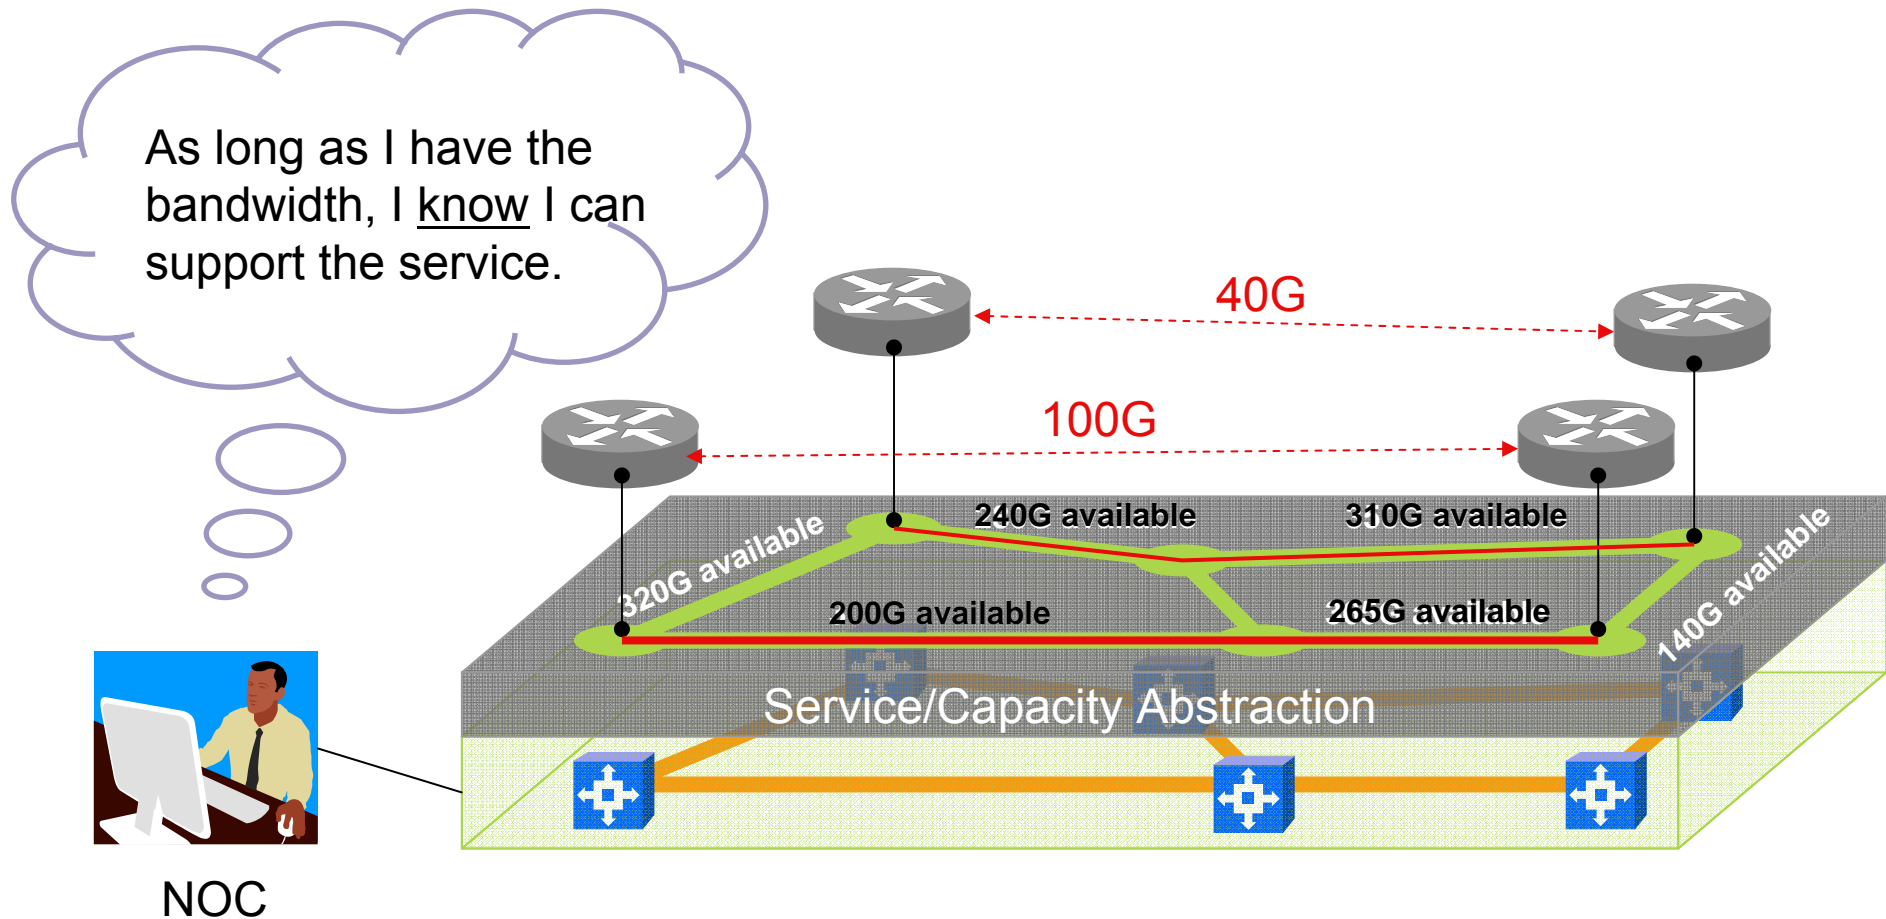 As long as I have the
bandwidth, I know I can
support the service.
40G
100G
240G available
310G available
320G available
200G available
265G available
140G available
Service/Capacity Abstraction
NOC